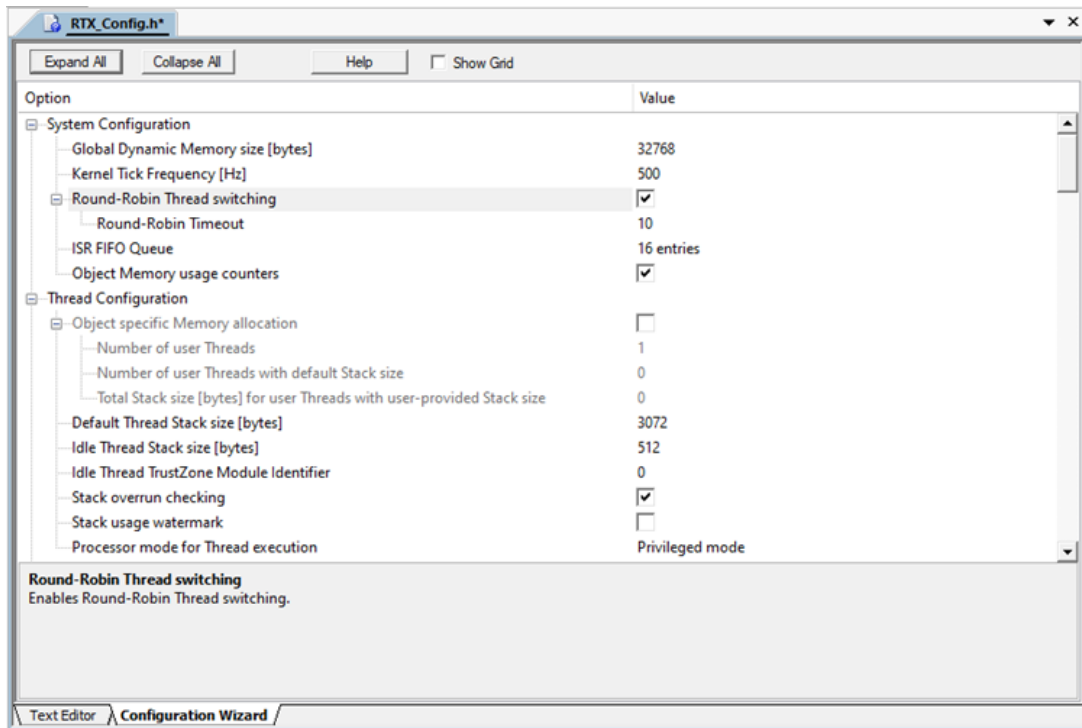 RTX_Config.h*
Expand All Collapse All Help Show Grid
Option Value
System Configuration
Global Dynamic Memory size [bytes] 32768
Kernel Tick Frequency [Hz] 500
Round-Robin Thread switching
Round-Robin Timeout 10
ISR FIFO Queue 16 entries
Object Memory usage counters
Thread Configuration
Object specific Memory allocation
Number of user Threads 1
Number of user Threads with default Stack size 0
Total Stack size [bytes] for user Threads with user-provided Stack size 0
Default Thread Stack size [bytes] 3072
Idle Thread Stack size [bytes] 512
Idle Thread TrustZone Module Identifier 0
Stack overrun checking
Stack usage watermark
Processor mode for Thread execution Privileged mode
Round-Robin Thread switching
Enables Round-Robin Thread switching.
Text Editor Configuration Wizard